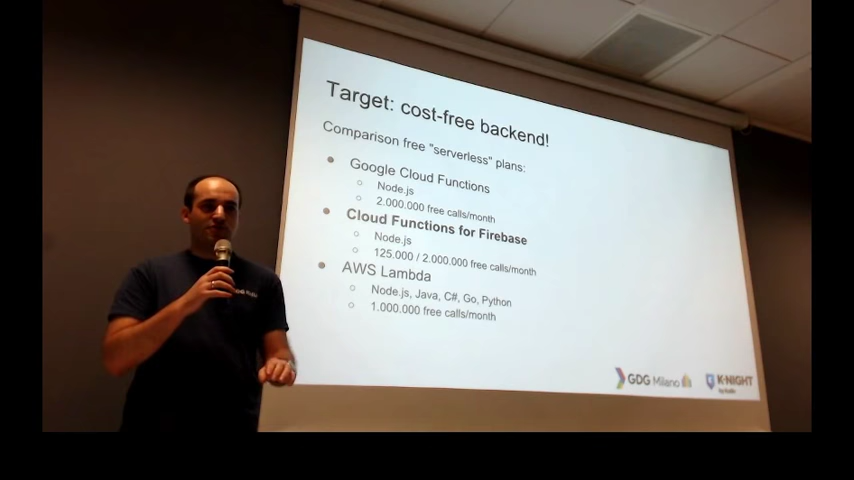 Target: cost-free backend!
Comparison free "serverless" plans:
Google Cloud Functions
Node.js
2.000.000 free calls/month
Cloud Functions for Firebase
Node.js
125.000 / 2.000.000 free calls/month
AWS Lambda
Node.js, Java, C#, Go, Python
1.000.000 free calls/month
GDG Milano
K-NIGHT